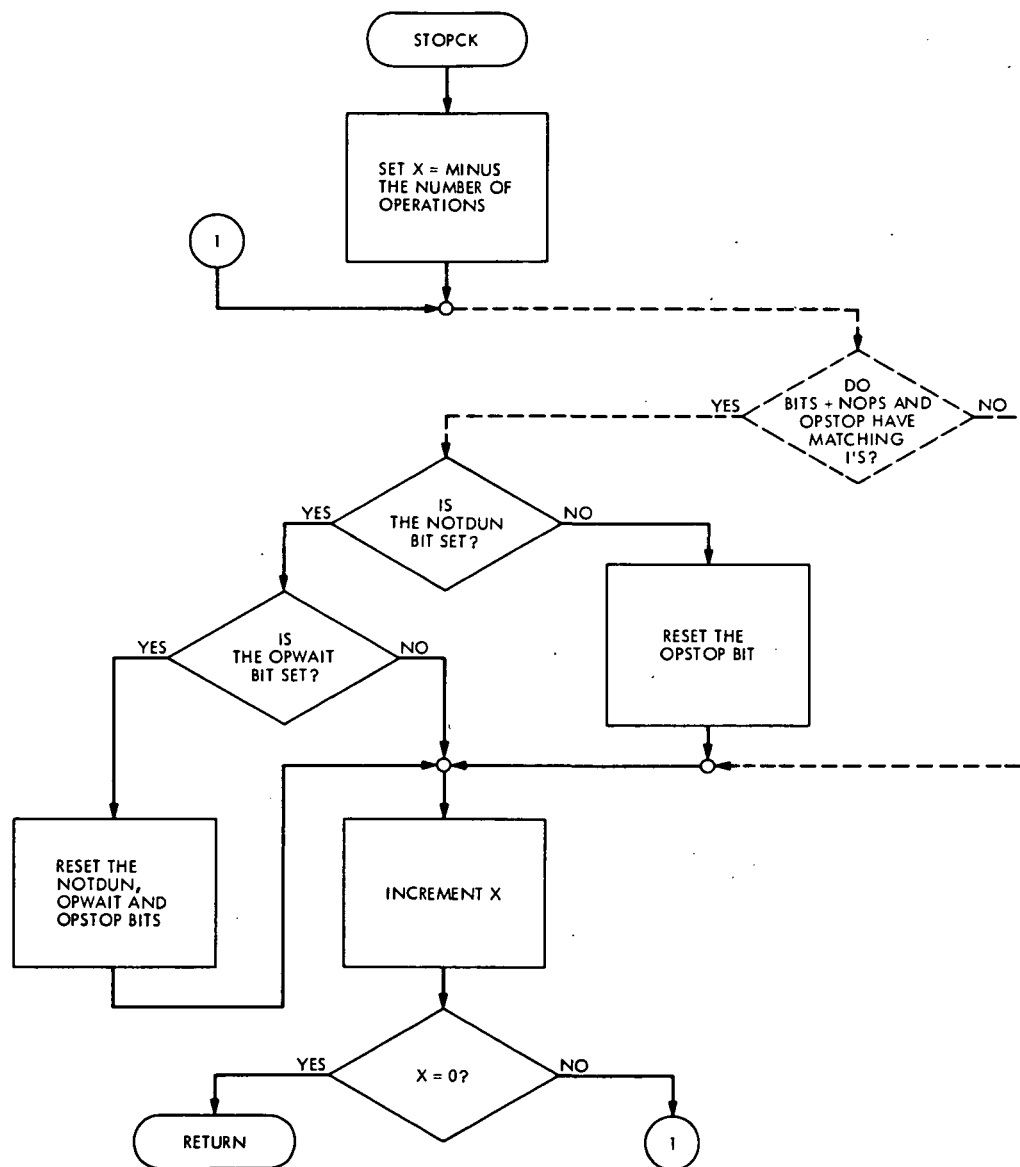 STOPCK
SET X = MINUS
THE NUMBER OF
OPERATIONS
1
DO
BITS + NOPS AND
OPSTOP HAVE
MATCHING
I'S?
YES
NO
IS
THE NOTDUN
BIT SET?
YES
NO
IS
THE OPWAIT
BIT SET?
YES
NO
RESET THE
OPSTOP BIT
RESET THE
NOTDUN,
OPWAIT AND
OPSTOP BITS
INCREMENT X
X = 0?
YES
NO
RETURN
1